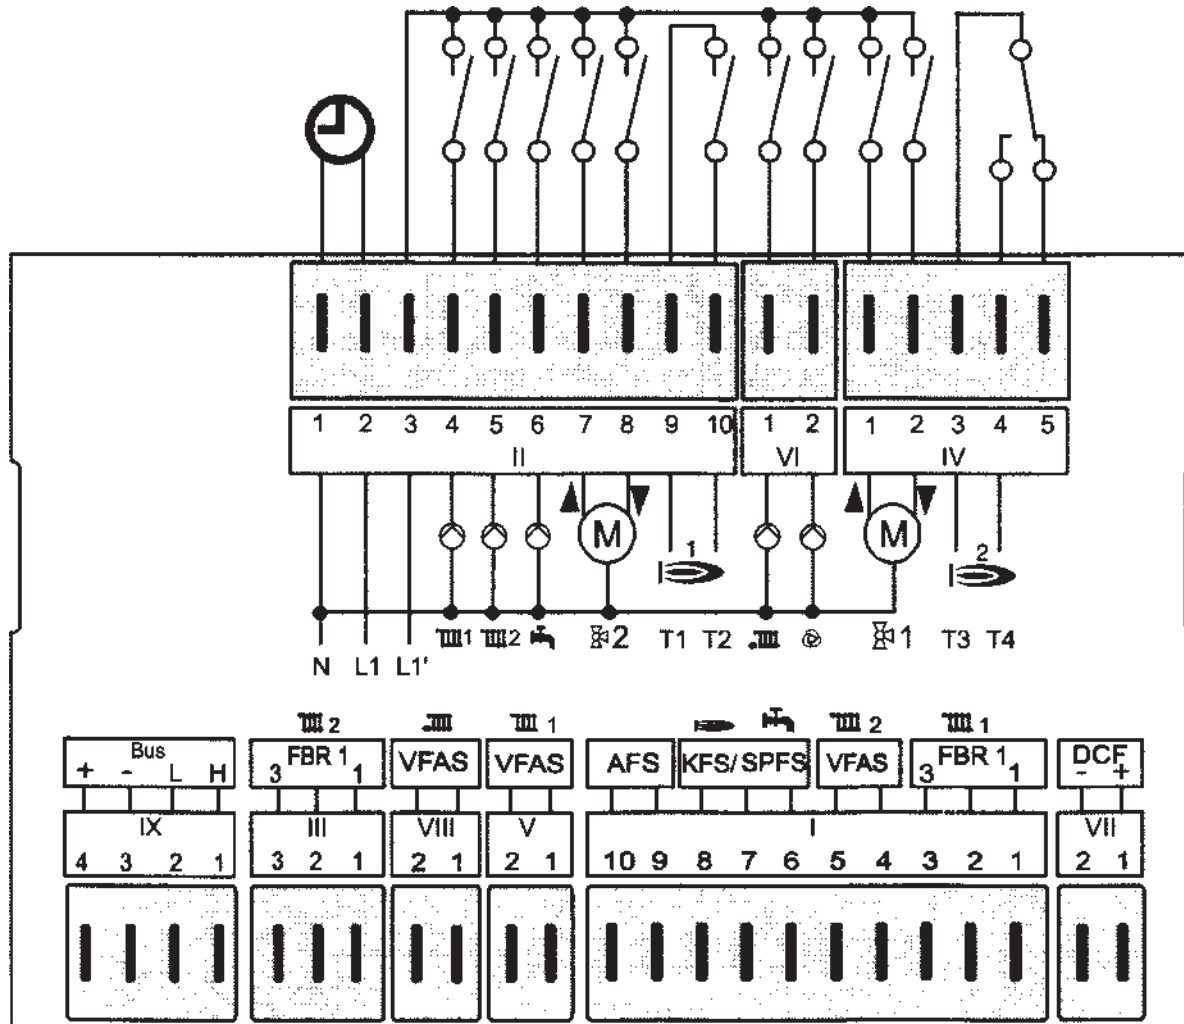 1 2 3 4 5 6 7 8 9 10 1 2 1 2 3 4 5
II VI IV
M M
1 2
1 2 2 T1 T2 1 T3 T4
N L1 L1'
2 1 2 1
Bus FBR 1 VFAS VFAS AFS KFS/ SPFS VFAS FBR 1 DCF
+ - L H 3 1 3 1 - +
IX III VIII V I VII
4 3 2 1 3 2 1 2 1 2 1 10 9 8 7 6 5 4 3 2 1 2 1